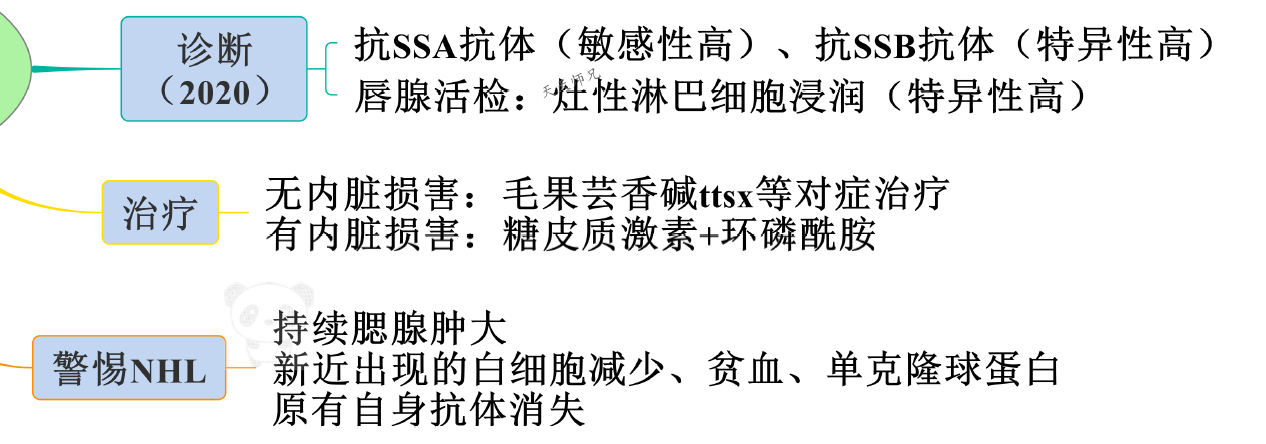 诊断
（2020）
抗SSA抗体（敏感性高）、抗SSB抗体（特异性高）
唇腺活检：灶性淋巴细胞浸润（特异性高）
治疗
无内脏损害：毛果芸香碱ttsx等对症治疗
有内脏损害：糖皮质激素+环磷酰胺
警惕NHL
持续腮腺肿大
新近出现的白细胞减少、贫血、单克隆球蛋白
原有自身抗体消失